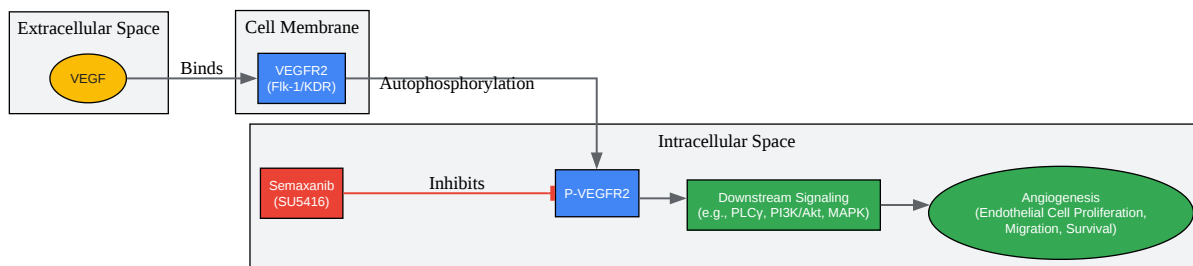 Extracellular Space
VEGF
Binds
Cell Membrane
VEGFR2
(Flk-1/KDR)
Autophosphorylation
Intracellular Space
Semaxanib
(SU5416)
Inhibits
P-VEGFR2
Downstream Signaling
(e.g., PLCγ, PI3K/Akt, MAPK)
Angiogenesis
(Endothelial Cell Proliferation,
Migration, Survival)